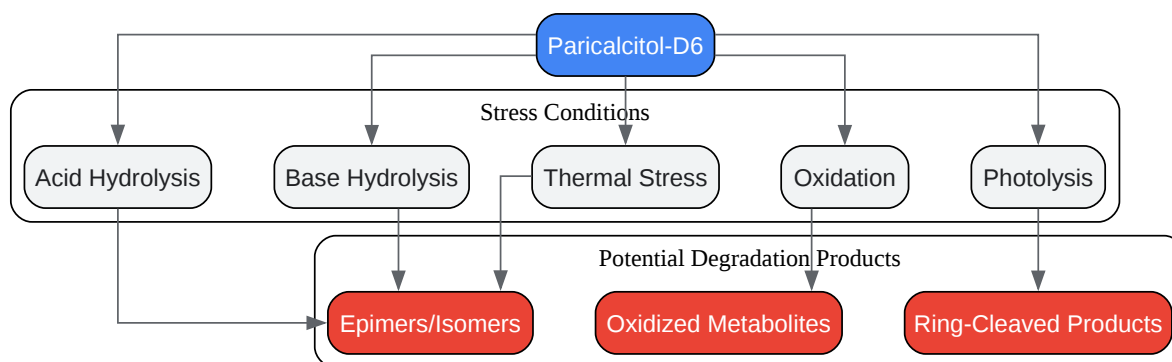 Paricalcitol-D6
Stress Conditions
Acid Hydrolysis
Base Hydrolysis
Thermal Stress
Oxidation
Photolysis
Potential Degradation Products
Epimers/Isomers
Oxidized Metabolites
Ring-Cleaved Products